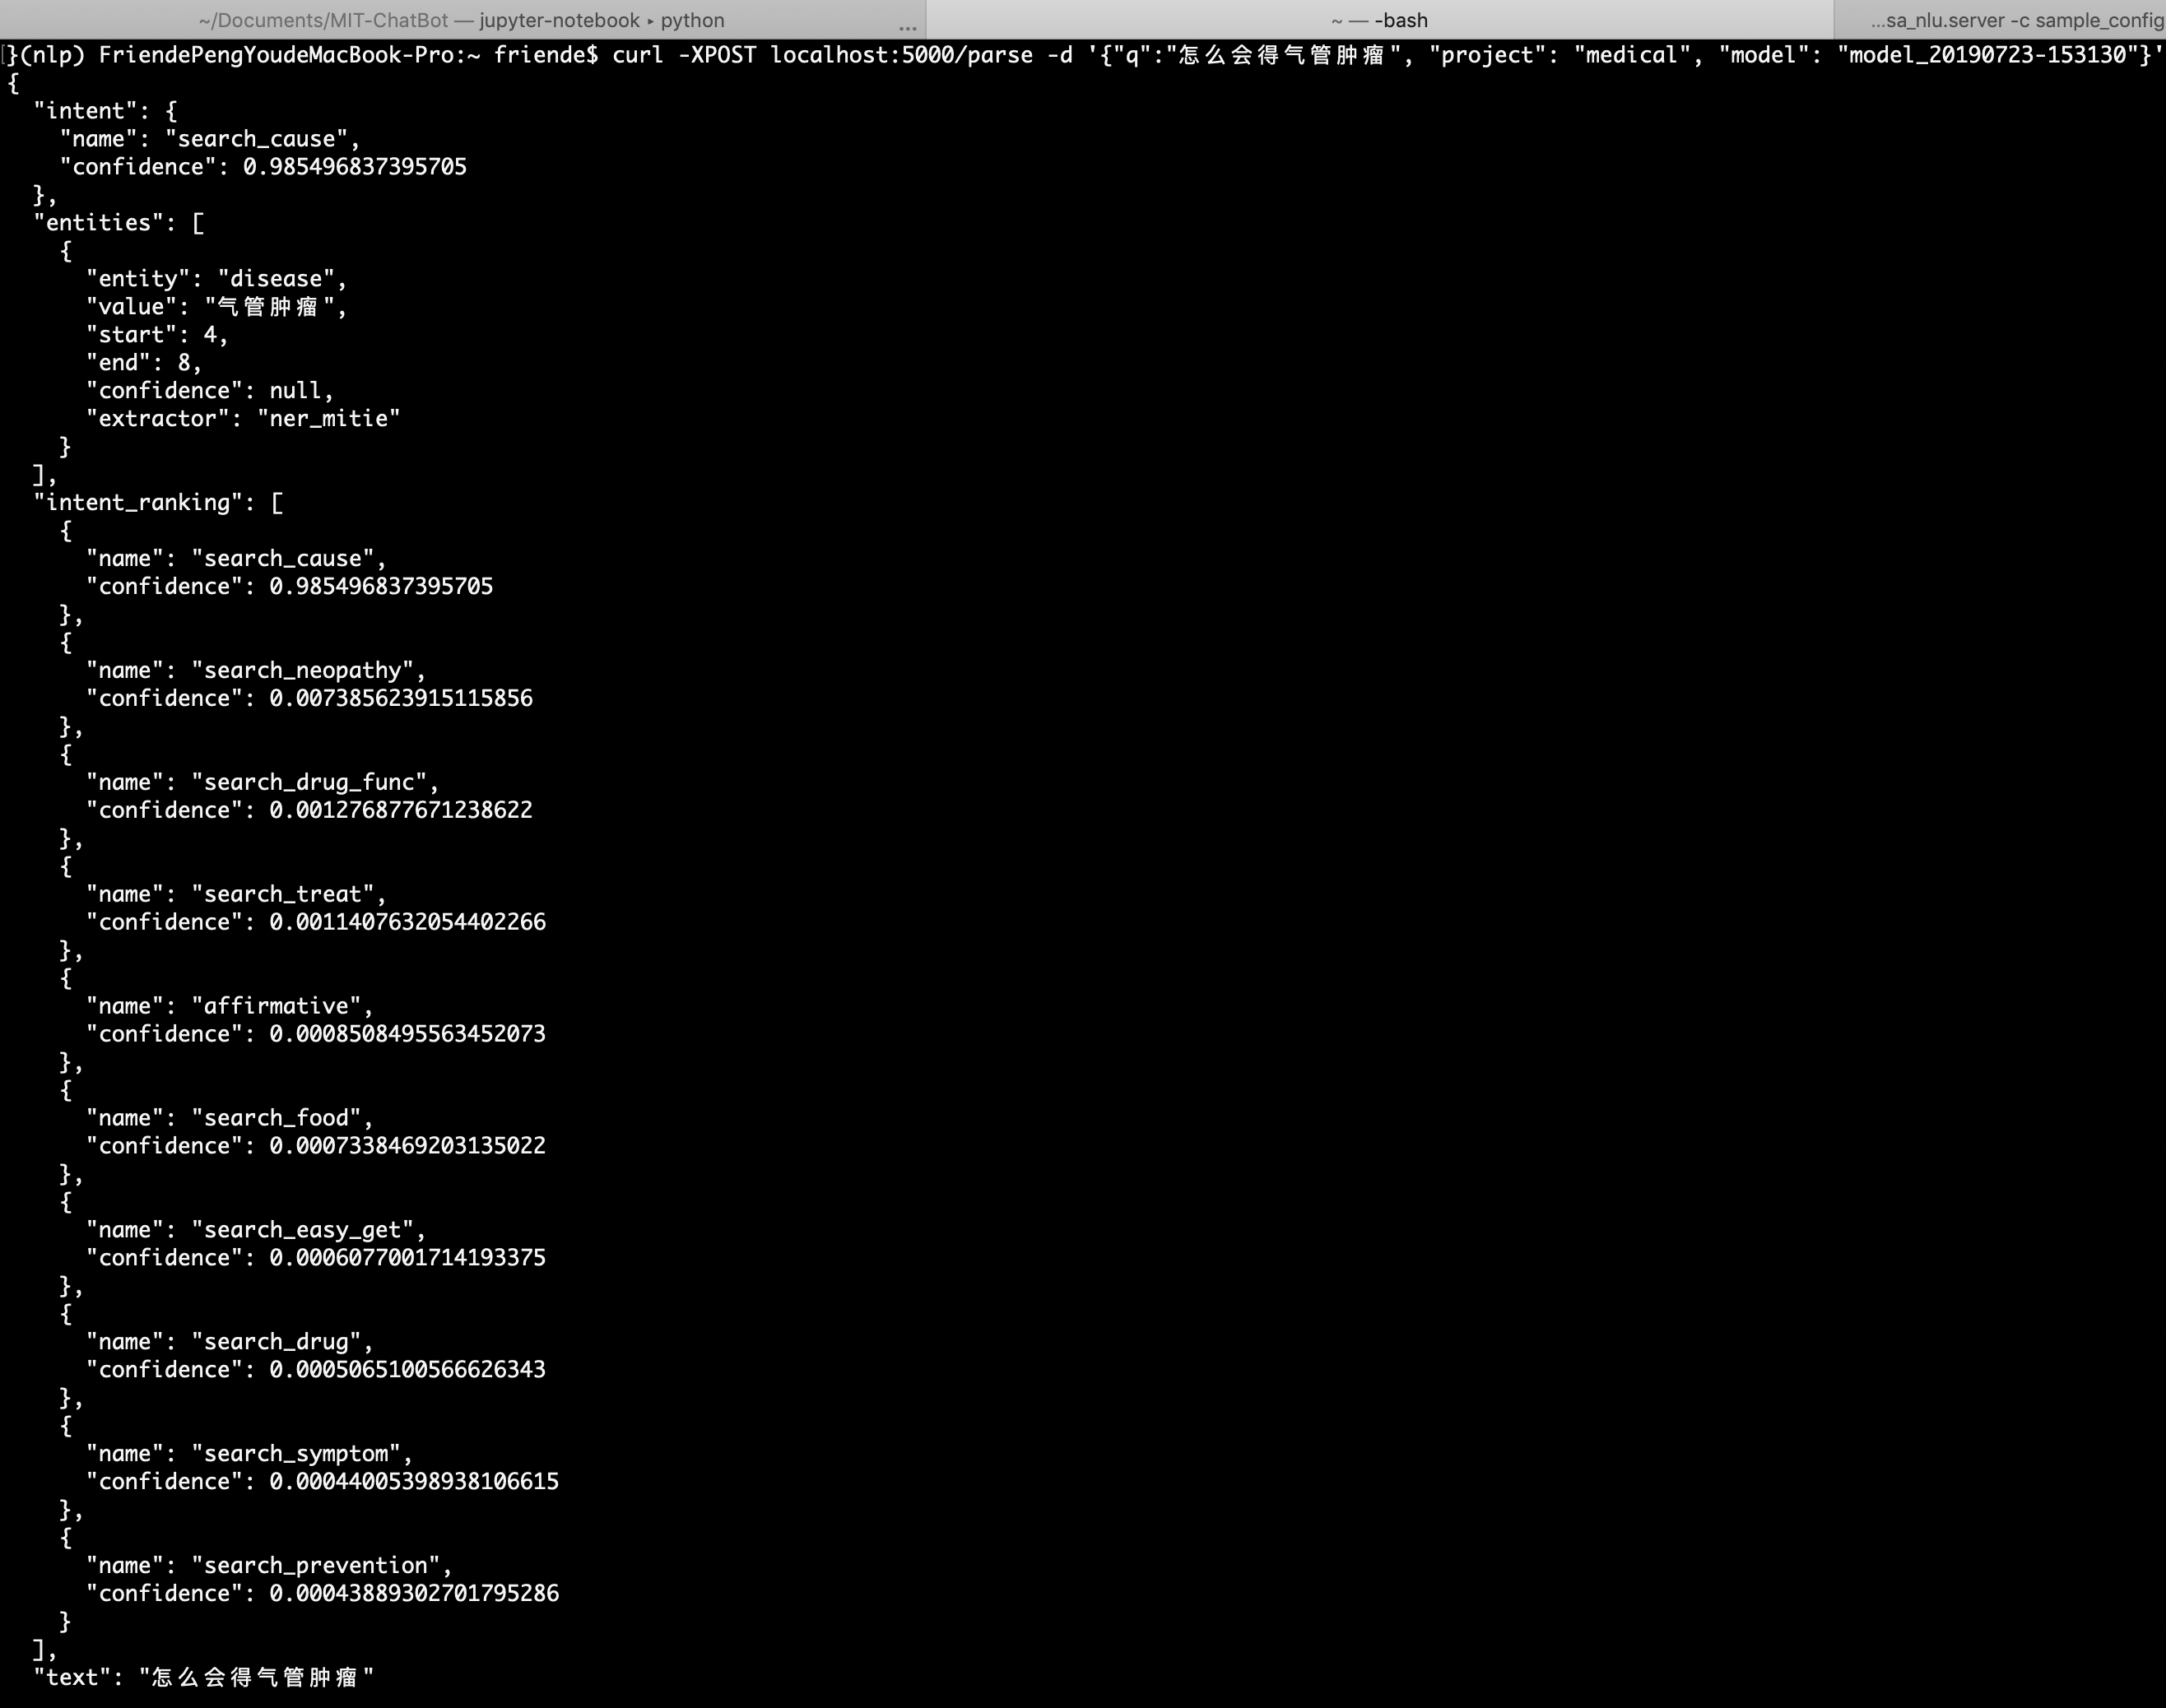 ~/Documents/MIT-ChatBot — jupyter-notebook ▸ python ... ~ — -bash ...sa_nlu.server -c sample_config
}(nlp) FriendePengYoudeMacBook-Pro:~ friende$ curl -XPOST localhost:5000/parse -d '{"q":"怎么会得气管肿瘤", "project": "medical", "model": "model_20190723-153130"}'
{
  "intent": {
    "name": "search_cause",
    "confidence": 0.985496837395705
  },
  "entities": [
    {
      "entity": "disease",
      "value": "气管肿瘤",
      "start": 4,
      "end": 8,
      "confidence": null,
      "extractor": "ner_mitie"
    }
  ],
  "intent_ranking": [
    {
      "name": "search_cause",
      "confidence": 0.985496837395705
    },
    {
      "name": "search_neopathy",
      "confidence": 0.007385623915115856
    },
    {
      "name": "search_drug_func",
      "confidence": 0.001276877671238622
    },
    {
      "name": "search_treat",
      "confidence": 0.0011407632054402266
    },
    {
      "name": "affirmative",
      "confidence": 0.0008508495563452073
    },
    {
      "name": "search_food",
      "confidence": 0.0007338469203135022
    },
    {
      "name": "search_easy_get",
      "confidence": 0.0006077001714193375
    },
    {
      "name": "search_drug",
      "confidence": 0.0005065100566626343
    },
    {
      "name": "search_symptom",
      "confidence": 0.00044005398938106615
    },
    {
      "name": "search_prevention",
      "confidence": 0.00043889302701795286
    }
  ],
  "text": "怎么会得气管肿瘤"